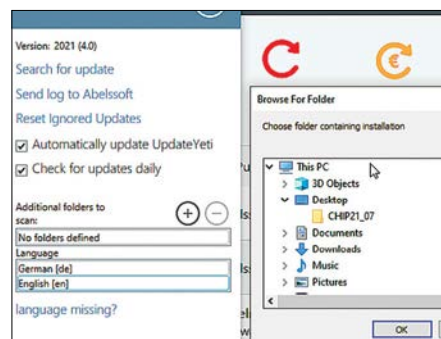 Version: 2021 (4.0)
Search for update
Send log to Abelssoft
Reset Ignored Updates
Automatically update UpdateYeti
Check for updates daily
Additional folders to
scan:
No folders defined
Language
German [de]
English [en]
language missing?
€
Browse For Folder
Choose folder containing installation
This PC
3D Objects
Desktop
CHIP21_07
Documents
Downloads
Music
Pictures
OK